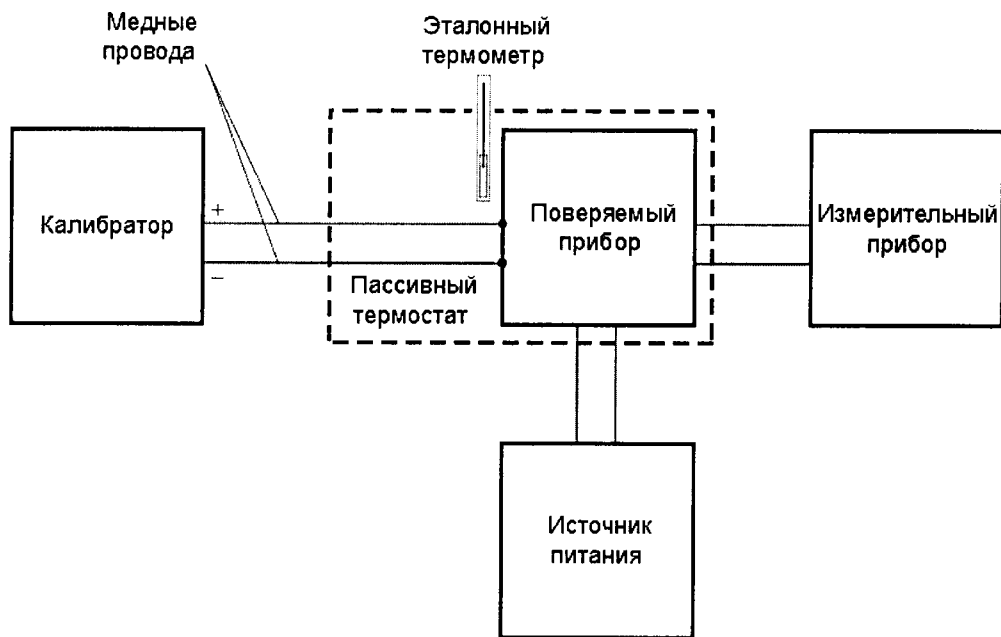 Медные
провода
Эталонный
термометр
Калибратор
+
−
Пассивный
термостат
Поверяемый
прибор
Измерительный
прибор
Источник
питания